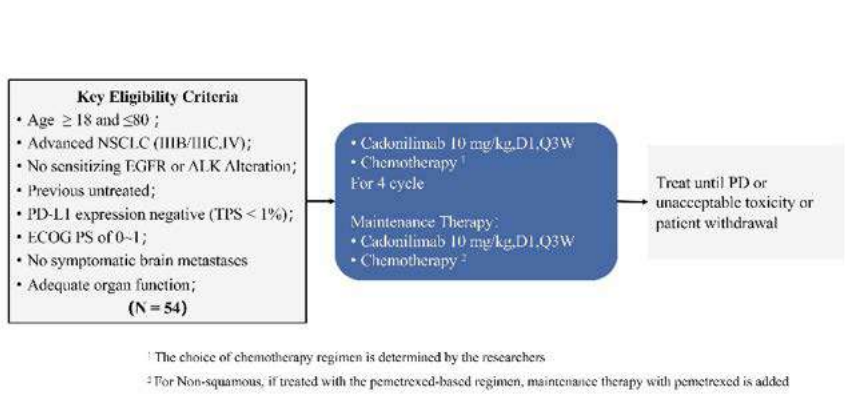 Key Eligibility Criteria
• Age ≥ 18 and ≤80 ;
• Advanced NSCLC (IIIB/IIIC,IV);
• No sensitizing EGFR or ALK Alteration;
• Previous untreated;
• PD-L1 expression negative (TPS < 1%);
• ECOG PS of 0~1;
• No symptomatic brain metastases
• Adequate organ function;
(N = 54)
• Cadonilimab 10 mg/kg,D1,Q3W
• Chemotherapy 1
For 4 cycle
Maintenance Therapy:
• Cadonilimab 10 mg/kg,D1,Q3W
• Chemotherapy 2
Treat until PD or
unacceptable toxicity or
patient withdrawal
1 The choice of chemotherapy regimen is determined by the researchers
2 For Non-squamous, if treated with the pemetrexed-based regimen, maintenance therapy with pemetrexed is added